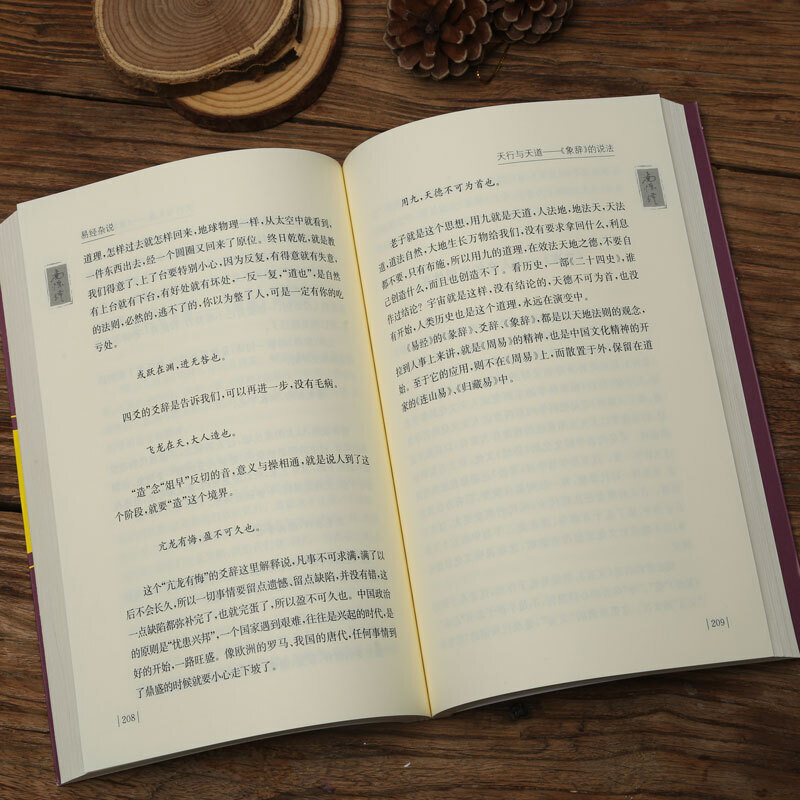 易经杂说
道理,怎样过去就怎样回来,地球物理一样,从太空中就看到,
一件东西出去,经一个圆圈又回来了原位。终日乾乾,就是教
我们得意了、上了台要特别小心,因为反复,有得意就有失意,
有上台就有下台,有好处就有坏处,一反一复,“道也”,是自然
的法则,必然的,逃不了的,你以为整了人,可是一定有你的吃
亏处。
或跃在渊,进无咎也。
四爻的爻辞是告诉我们,可以再进一步,没有毛病。
飞龙在天,大人造也。
“造”念“俎早”反切的音,意义与操相通,就是说人到了这
个阶段,就要“造”这个境界。
亢龙有悔,盈不可久也。
这个“亢龙有悔”的爻辞这里解释说,凡事不可求满,满了以
后不会长久,所以一切事情要留点遗憾、留点缺陷,并没有错,这
一点缺陷都弥补完了,也就完蛋了,所以盈不可久也。中国政治
的原则是“忧患兴邦”,一个国家遇到艰难,往往是兴起的时代,是
好的开始,一路旺盛。像欧洲的罗马、我国的唐代,任何事情到
了鼎盛的时候就要小心走下坡了。
208
天行与天道——《象辞》的说法
用九,天德不可为首也。
老子就是这个思想,用九就是天道,人法地,地法天,天法
道,道法自然,大地生长万物给我们,没有要求拿回什么,利息
都不要,只有布施,所以用九的道理,在效法天地之德,不要自
己创造什么,而且也创造不了。看历史,一部《二十四史》,谁
作过结论?宇宙就是这样,没有结论的,天德不可为首,也没
有开始,人类历史也是这个道理,永远在演变中。
《易经》的《彖辞》、爻辞、《象辞》,都是以天地法则的观念,
拉到人事上来讲,就是《周易》的精神,也是中国文化精神的开
始。至于它的应用,则不在《周易》上,而散置于外,保留在道
家的《连山易》、《归藏易》中。
209